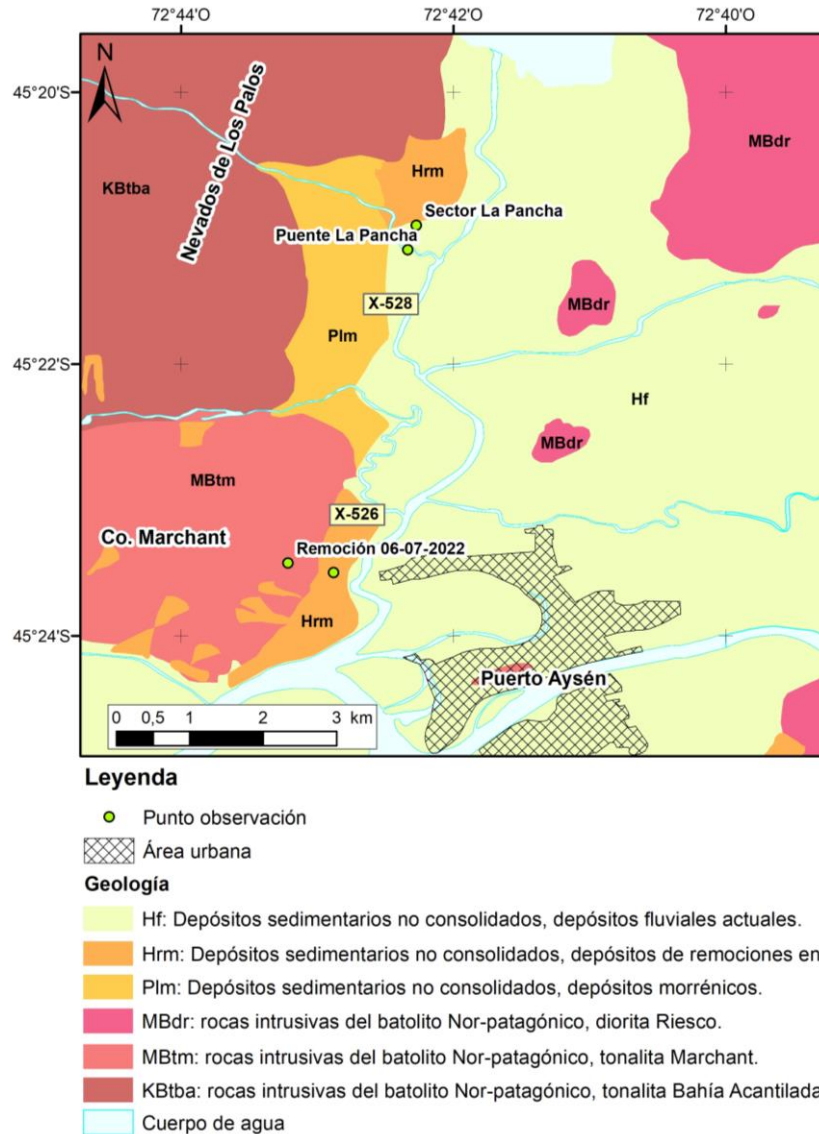 72°44'O 72°42'O 72°40'O
N
45°20'S
Nevados de Los Palos
MBdr
Hrm
KBtba
Sector La Pancha
Puente La Pancha
MBdr
X-528
Plm
45°22'S
Hf
MBdr
MBtm
X-526
Co. Marchant
Remoción 06-07-2022
Hrm
45°24'S
Puerto Aysén
0 0,5 1 2 3 km
Leyenda
Punto observación
Área urbana
Geología
Hf: Depósitos sedimentarios no consolidados, depósitos fluviales actuales.
Hrm: Depósitos sedimentarios no consolidados, depósitos de remociones en
Plm: Depósitos sedimentarios no consolidados, depósitos morrénicos.
MBdr: rocas intrusivas del batolito Nor-patagónico, diorita Riesco.
MBtm: rocas intrusivas del batolito Nor-patagónico, tonalita Marchant.
KBtba: rocas intrusivas del batolito Nor-patagónico, tonalita Bahía Acantilada
Cuerpo de agua